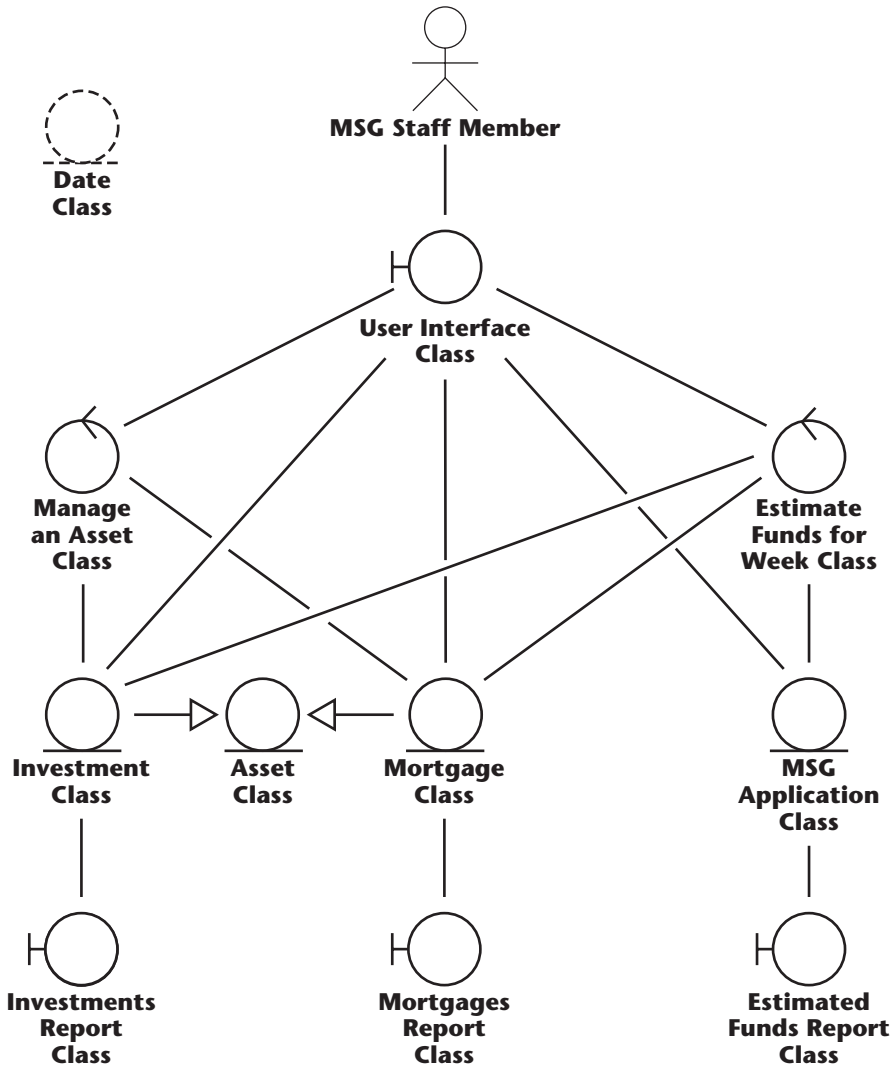 MSG Staff Member
Date
Class
User Interface
Class
Manage
an Asset
Class
Estimate
Funds for
Week Class
Investment
Class
Asset
Class
Mortgage
Class
MSG
Application
Class
Investments
Report
Class
Mortgages
Report
Class
Estimated
Funds Report
Class